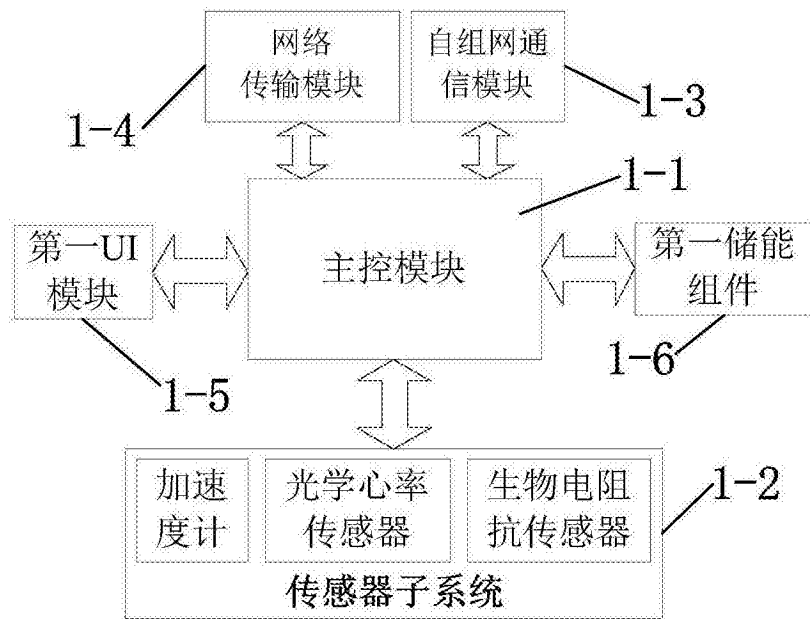 网络
传输模块
自组网通
信模块
1-4
1-3
1-1
第一UI
模块
主控模块
第一储能
组件
1-5
1-6
加速
度计
光学心率
传感器
生物电阻
抗传感器
1-2
传感器子系统